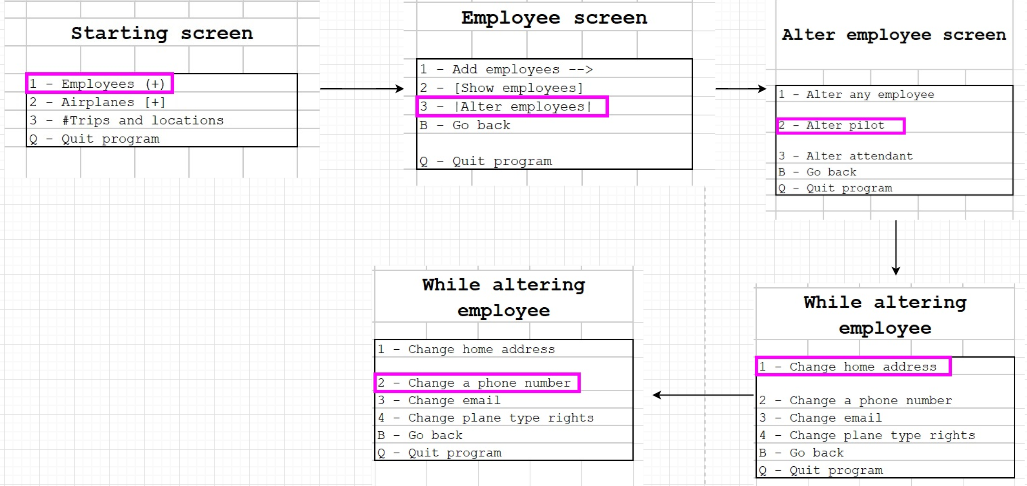 Starting screen
1 - Employees (+)
2 - Airplanes [+]
3 - #Trips and locations
Q - Quit program
Employee screen
1 - Add employees -->
2 - [Show employees]
3 - |Alter employees|
B - Go back
Q - Quit program
Alter employee screen
1 - Alter any employee
2 - Alter pilot
3 - Alter attendant
B - Go back
Q - Quit program
While altering
employee
1 - Change home address
2 - Change a phone number
3 - Change email
4 - Change plane type rights
B - Go back
Q - Quit program
While altering
employee
1 - Change home address
2 - Change a phone number
3 - Change email
4 - Change plane type rights
B - Go back
Q - Quit program